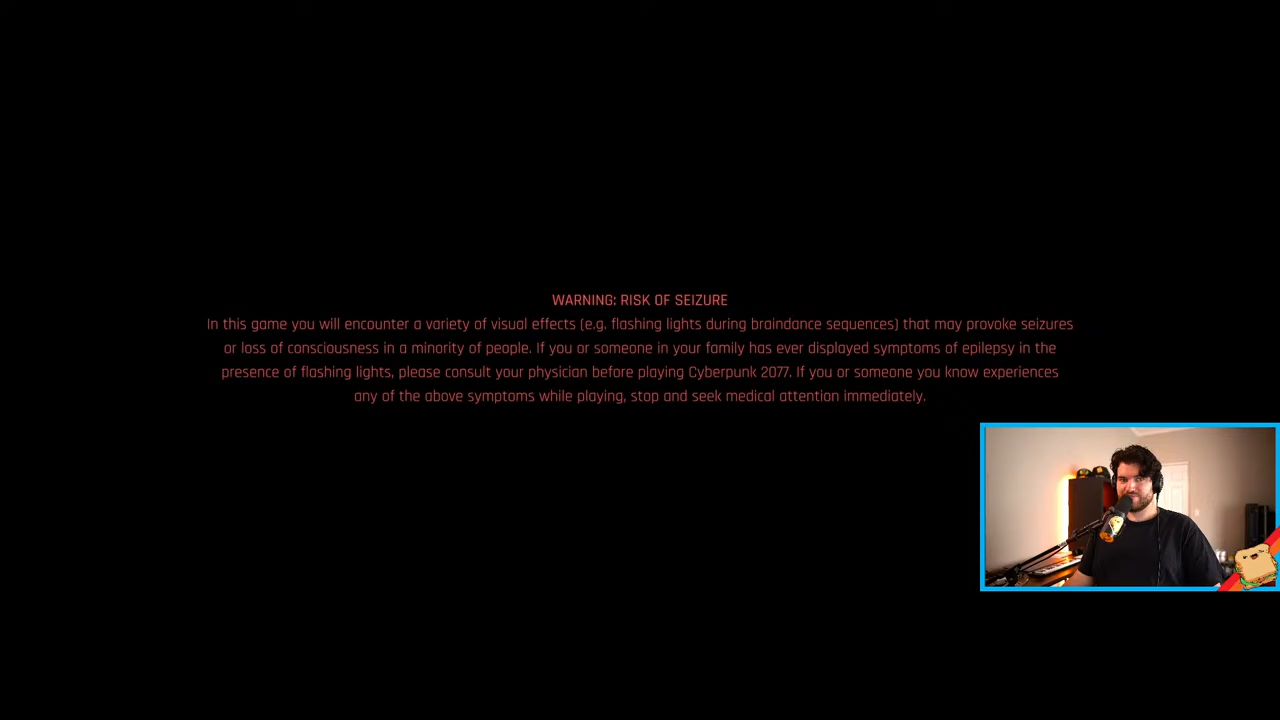 WARNING: RISK OF SEIZURE
In this game you will encounter a variety of visual effects (e.g. flashing lights during braindance sequences) that may provoke seizures
or loss of consciousness in a minority of people. If you or someone in your family has ever displayed symptoms of epilepsy in the
presence of flashing lights, please consult your physician before playing Cyberpunk 2077. If you or someone you know experiences
any of the above symptoms while playing, stop and seek medical attention immediately.